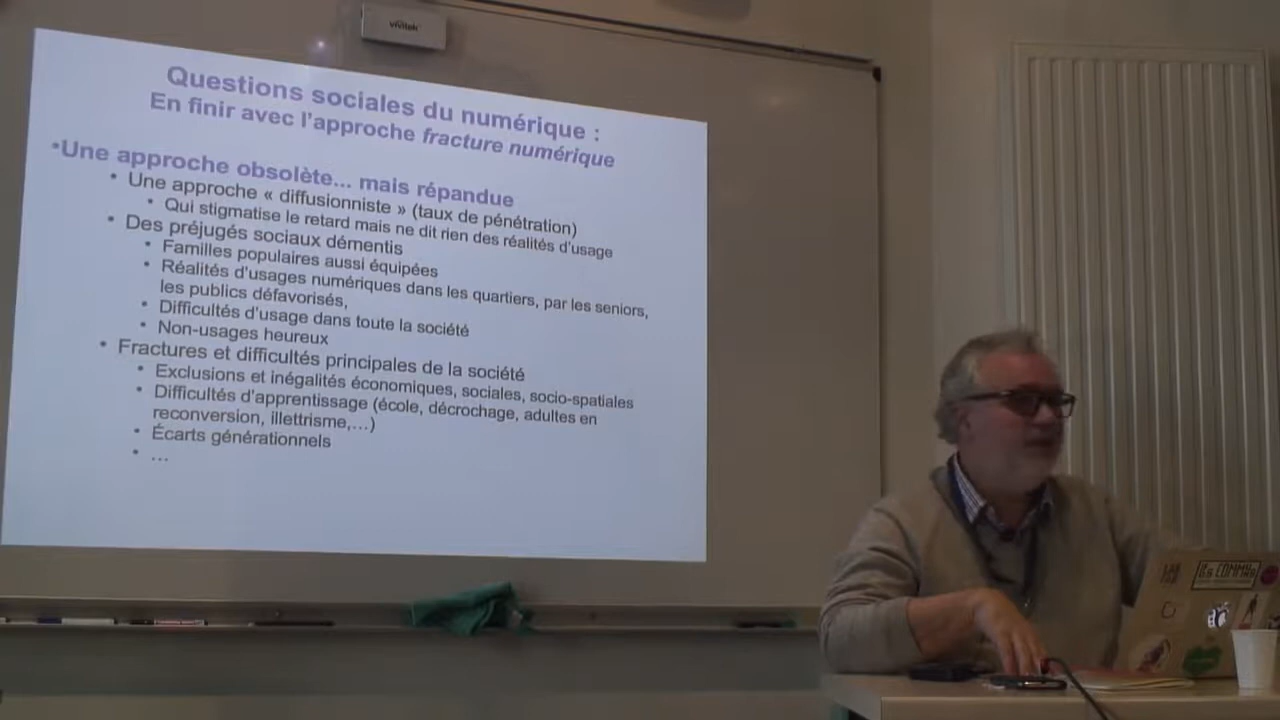 vivitek
Questions sociales du numérique :
En finir avec l'approche fracture numérique
•Une approche obsolète... mais répandue
• Une approche « diffusionniste » (taux de pénétration)
• Qui stigmatise le retard mais ne dit rien des réalités d'usage
• Des préjugés sociaux démentis
• Familles populaires aussi équipées
• Réalités d'usages numériques dans les quartiers, par les seniors,
les publics défavorisés,
• Difficultés d'usage dans toute la société
• Non-usages heureux
• Fractures et difficultés principales de la société
• Exclusions et inégalités économiques, sociales, socio-spatiales
• Difficultés d'apprentissage (école, décrochage, adultes en
reconversion, illettrisme,...)
• Écarts générationnels
• ...